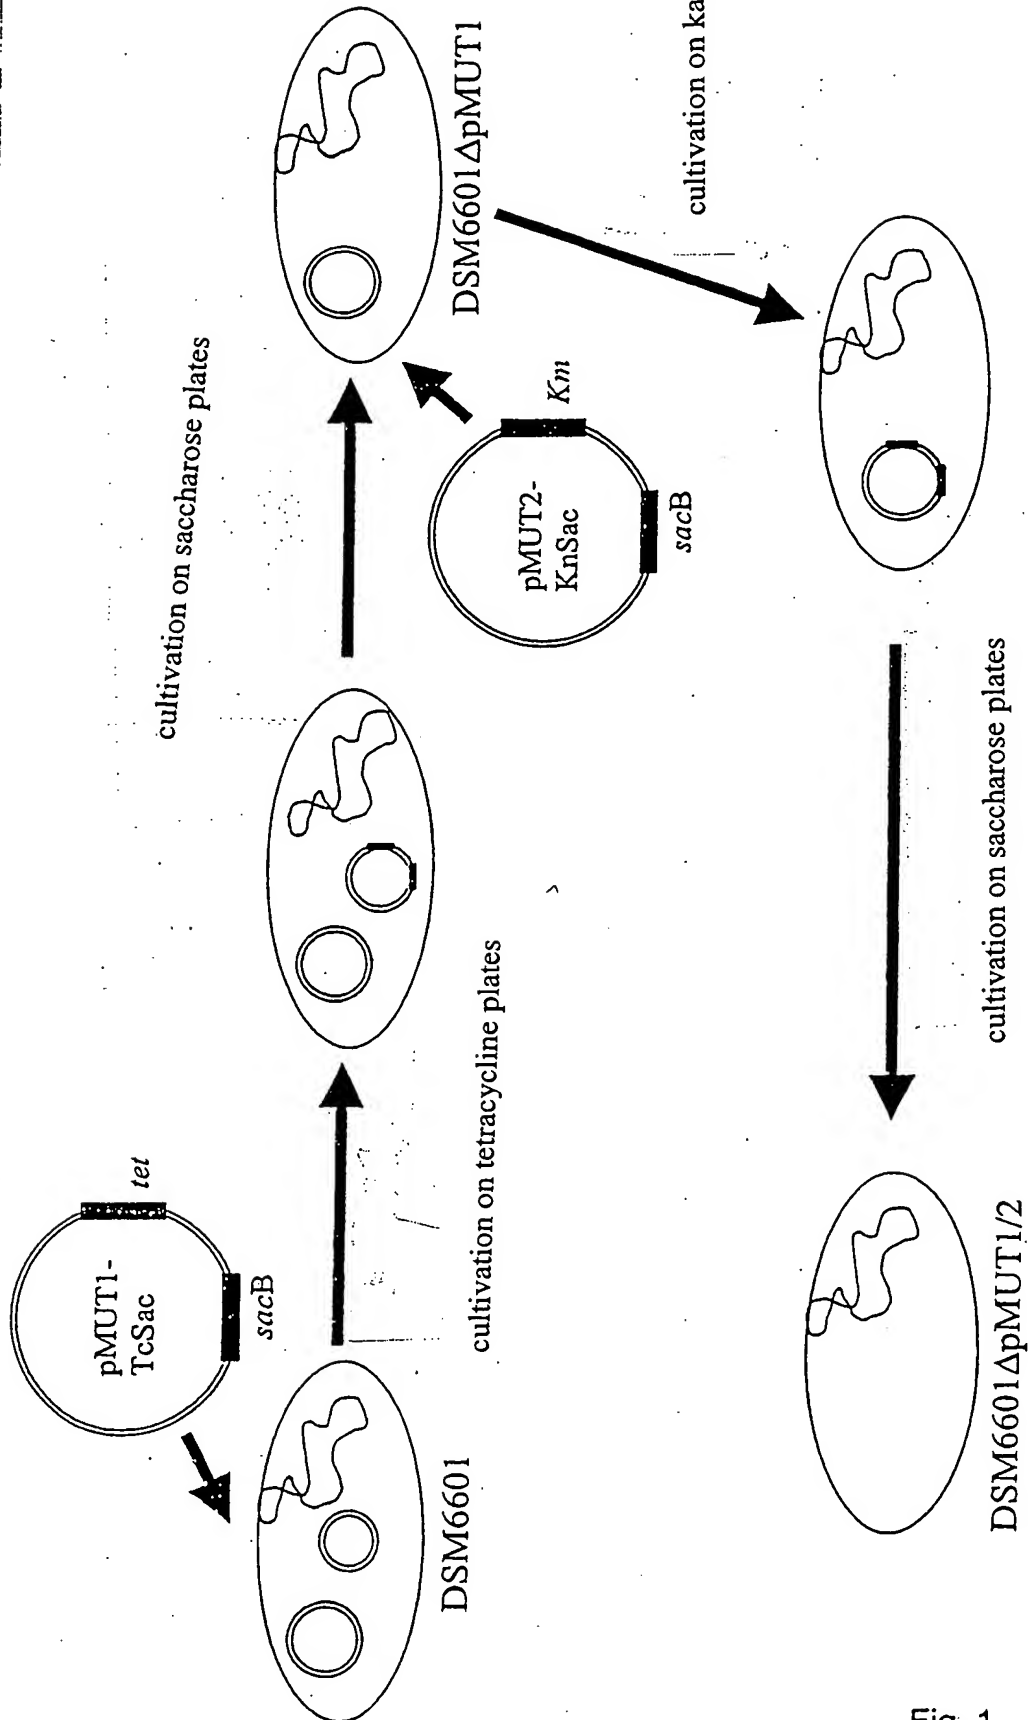 pMUT1-
TcSac
tet
sacB
DSM6601
cultivation on tetracycline plates
cultivation on saccharose plates
DSM6601ΔpMUT1
pMUT2-
KnSac
Km
sacB
cultivation on
cultivation on saccharose plates
DSM6601ΔpMUT1/2
Fig. 1